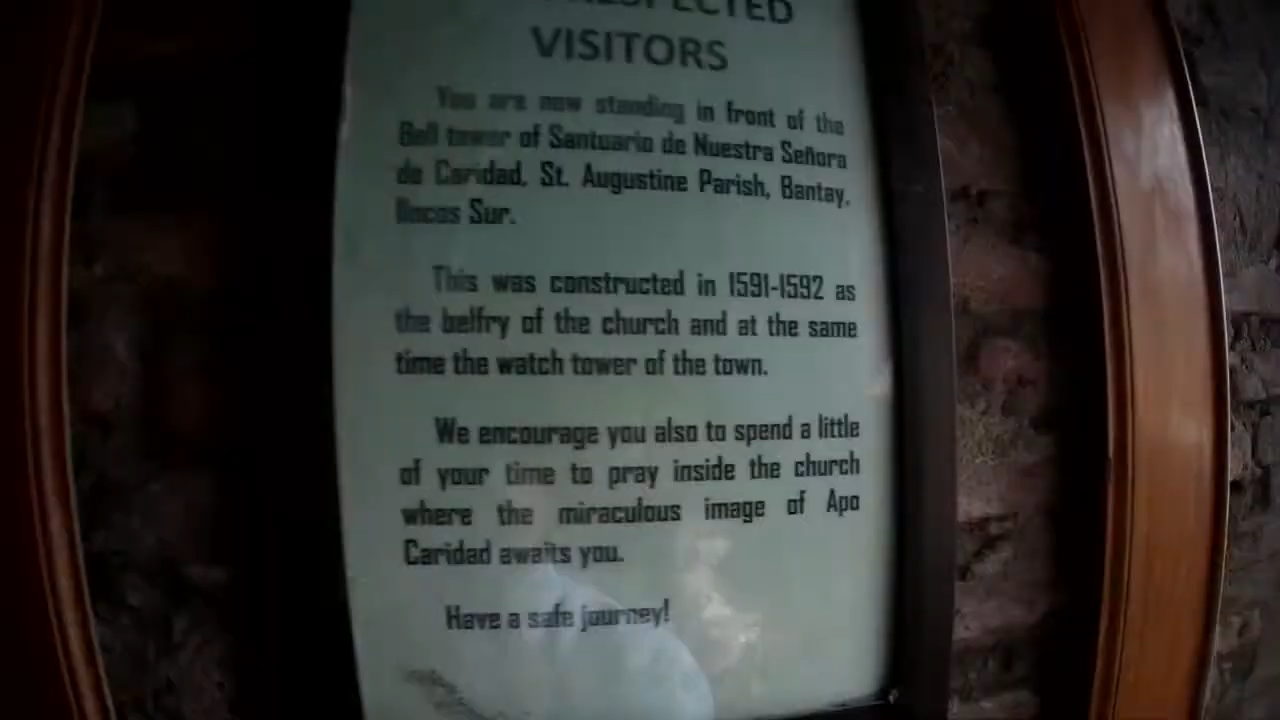 RESPECTED
VISITORS
You are now standing in front of the
Bell tower of Santuario de Nuestra Señora
de Caridad, St. Augustine Parish, Bantay,
Ilocos Sur.
This was constructed in 1591-1592 as
the belfry of the church and at the same
time the watch tower of the town.
We encourage you also to spend a little
of your time to pray inside the church
where the miraculous image of Apo
Caridad awaits you.
Have a safe journey!